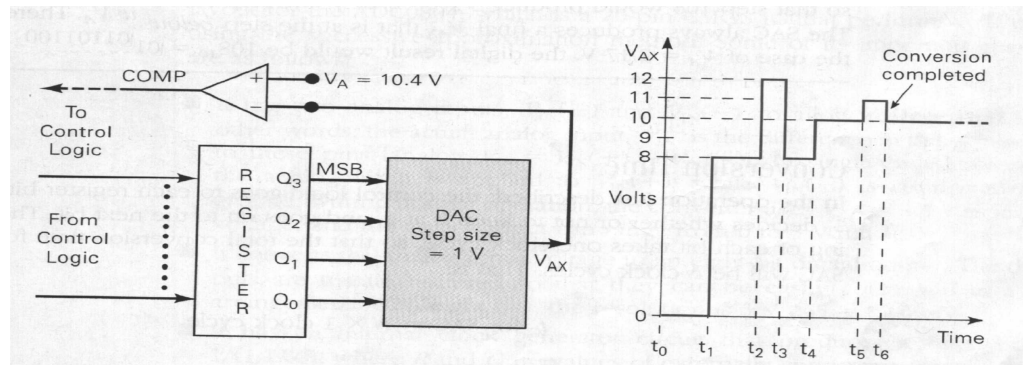 COMP
+
−
V_A = 10.4 V
To
Control
Logic
From
Control
Logic
REGISTER
Q3
Q2
Q1
Q0
MSB
DAC
Step size
= 1 V
V_AX
V_AX
12
11
10
8
Volts
0
t0 t1 t2 t3 t4 t5 t6
Time
Conversion
completed